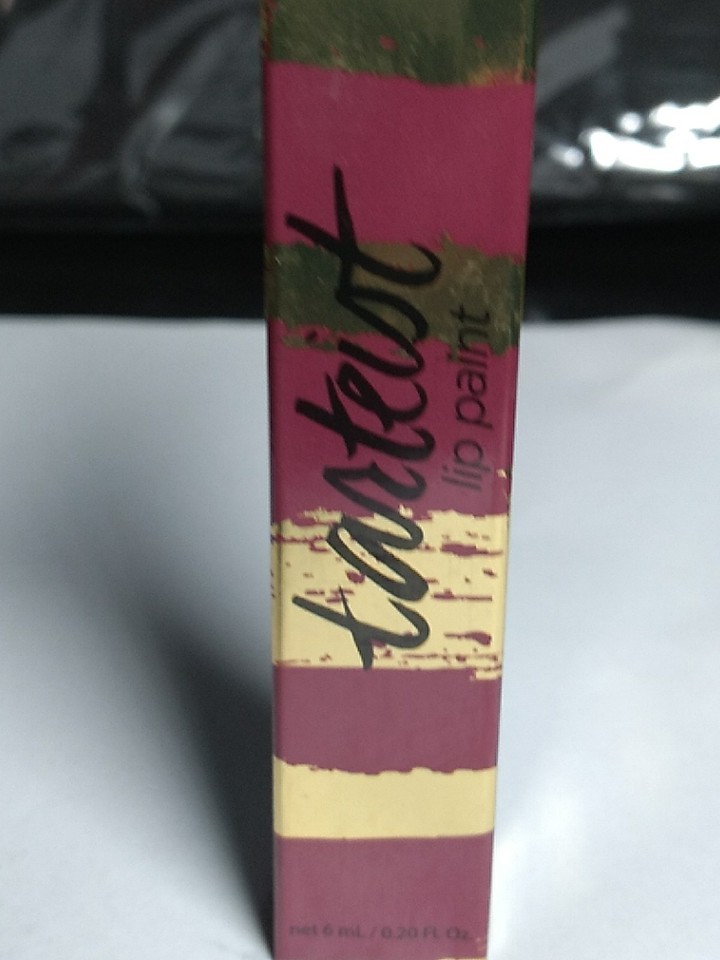 tarteist
lip paint
net 6 mL / 0.20 FL Oz.